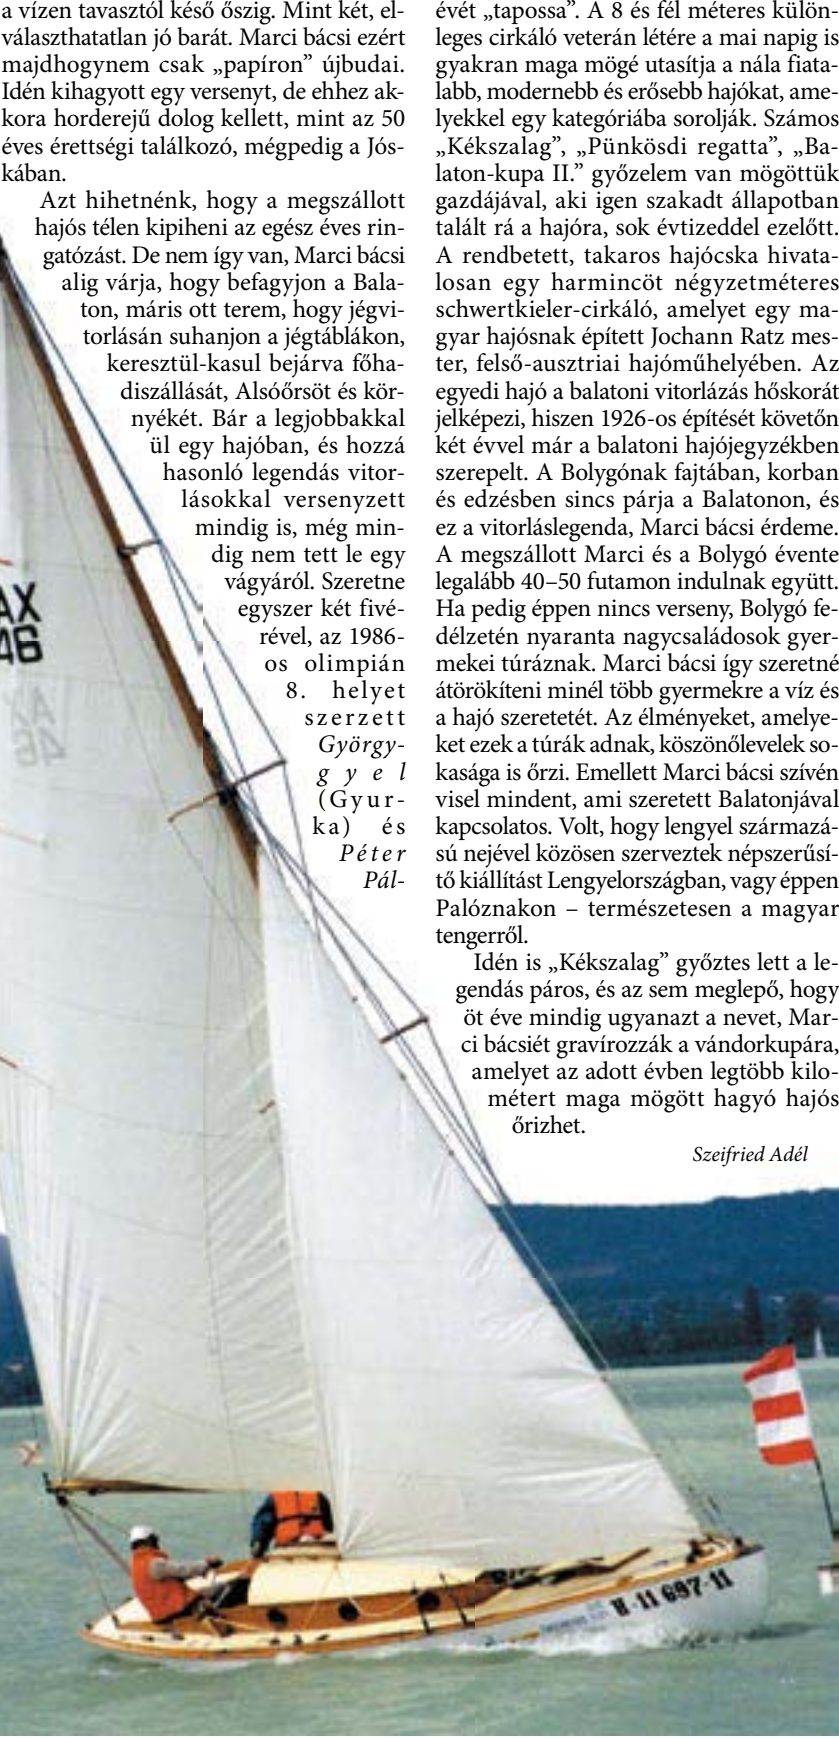 a vízen tavasztól késő őszig. Mint két, el-
választhatatlan jó barát. Marci bácsi ezért
majdhogynem csak „papíron” újbudai.
Idén kihagyott egy versenyt, de ehhez ak-
kora horderejű dolog kellett, mint az 50
éves érettségi találkozó, mégpedig a Jós-
kában.
Azt hihetnénk, hogy a megszállott
hajós télen kipiheni az egész éves rin-
gatózást. De nem így van, Marci bácsi
alig várja, hogy befagyjon a Bala-
ton, máris ott terem, hogy jégvi-
torlásán suhanjon a jégtáblákon,
keresztül-kasul bejárva főha-
diszállását, Alsóőrsöt és kör-
nyékét. Bár a legjobbakkal
ül egy hajóban, és hozzá
hasonló legendás vitor-
lásokkal versenyzett
mindig is, még min-
dig nem tett le egy
vágyáról. Szeretne
egyszer két fivé-
rével, az 1986-
os olimpián
8. helyet
szerzett
György-
gyel
(Gyur-
ka) és
Péter
Pál-
évét „tapossa”. A 8 és fél méteres külön-
leges cirkáló veterán létére a mai napig is
gyakran maga mögé utasítja a nála fiata-
labb, modernebb és erősebb hajókat, ame-
lyekkel egy kategóriába sorolják. Számos
„Kékszalag”, „Pünkösdi regatta”, „Ba-
laton-kupa II.” győzelem van mögöttük
gazdájával, aki igen szakadt állapotban
talált rá a hajóra, sok évtizeddel ezelőtt.
A rendbetett, takaros hajócska hivata-
losan egy harmincöt négyzetméteres
schwertkieler-cirkáló, amelyet egy ma-
gyar hajósnak épített Jochann Ratz mes-
ter, felső-ausztriai hajóműhelyében. Az
egyedi hajó a balatoni vitorlázás hőskorát
jelképezi, hiszen 1926-os építését követőn
két évvel már a balatoni hajójegyzékben
szerepelt. A Bolygónak fajtában, korban
és edzésben sincs párja a Balatonon, és
ez a vitorláslegenda, Marci bácsi érdeme.
A megszállott Marci és a Bolygó évente
legalább 40–50 futamon indulnak együtt.
Ha pedig éppen nincs verseny, Bolygó fe-
délzetén nyaranta nagycsaládosok gyer-
mekei túráznak. Marci bácsi így szeretné
átörökíteni minél több gyermekre a víz és
a hajó szeretetét. Az élményeket, amelye-
ket ezek a túrák adnak, köszönőlevelek so-
kasága is őrzi. Emellett Marci bácsi szívén
visel mindent, ami szeretett Balatonjával
kapcsolatos. Volt, hogy lengyel származá-
sú nejével közösen szerveztek népszerűsí-
tő kiállítást Lengyelországban, vagy éppen
Palóznakon – természetesen a magyar
tengerről.
Idén is „Kékszalag” győztes lett a le-
gendás páros, és az sem meglepő, hogy
öt éve mindig ugyanazt a nevet, Mar-
ci bácsiét gravírozzák a vándorkupára,
amelyet az adott évben legtöbb kilo-
métert maga mögött hagyó hajós
őrizhet.
Szeifried Adél
AX
46
H-11 697-11